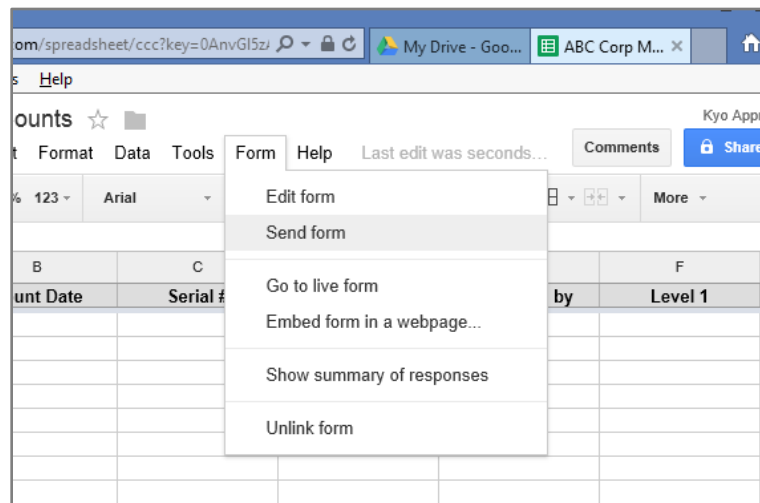 om/spreadsheet/ccc?key=0AnvGI5z/ My Drive - Goo... ABC Corp M... ×
s Help
ounts Kyo Appr
t Format Data Tools Form Help Last edit was seconds... Comments Share
% 123 Arial More
Edit form
Send form
Go to live form
Embed form in a webpage...
Show summary of responses
Unlink form
B C F
unt Date Serial # by Level 1